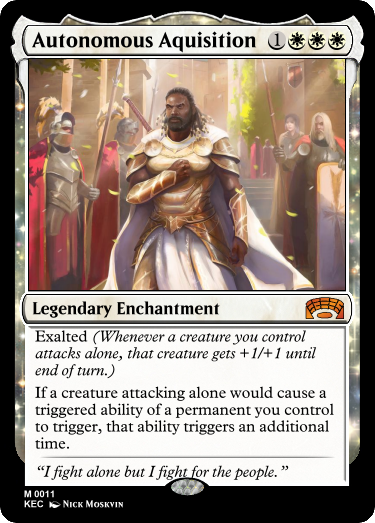 Autonomous Aquisition 1
Legendary Enchantment
Exalted (Whenever a creature you control
attacks alone, that creature gets +1/+1 until
end of turn.)
If a creature attacking alone would cause a
triggered ability of a permanent you control
to trigger, that ability triggers an additional
time.
“I fight alone but I fight for the people.”
M 0011
KEC Nick Moskvin